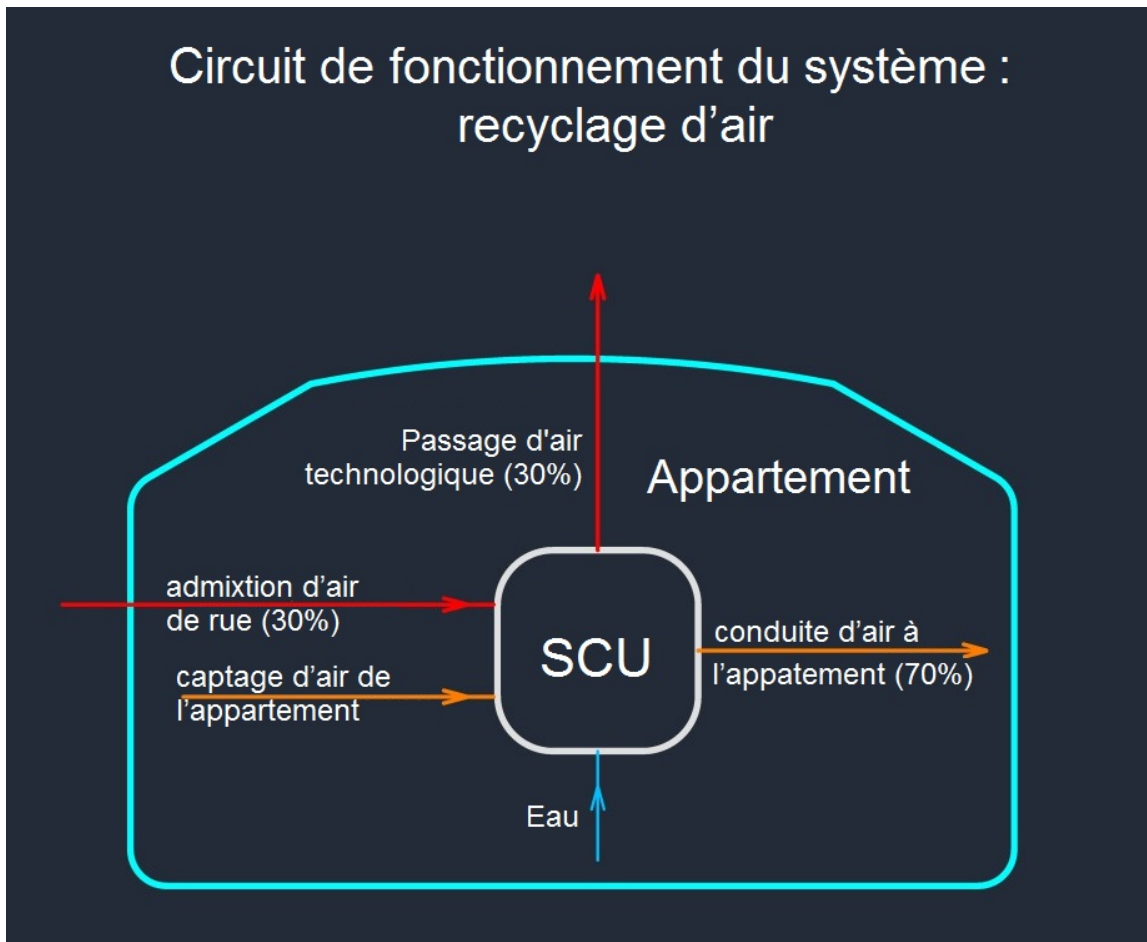 Circuit de fonctionnement du système :
recyclage d’air
Passage d'air
technologique (30%)
Appartement
admixtion d’air
de rue (30%)
SCU
conduite d’air à
l’appatement (70%)
captage d’air de
l’appartement
Eau